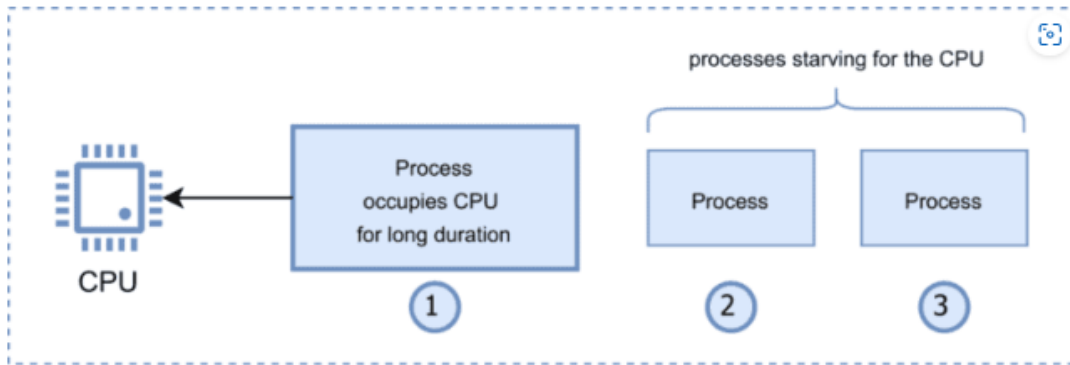 processes starving for the CPU
Process
occupies CPU
for long duration
Process
Process
CPU
1
2
3